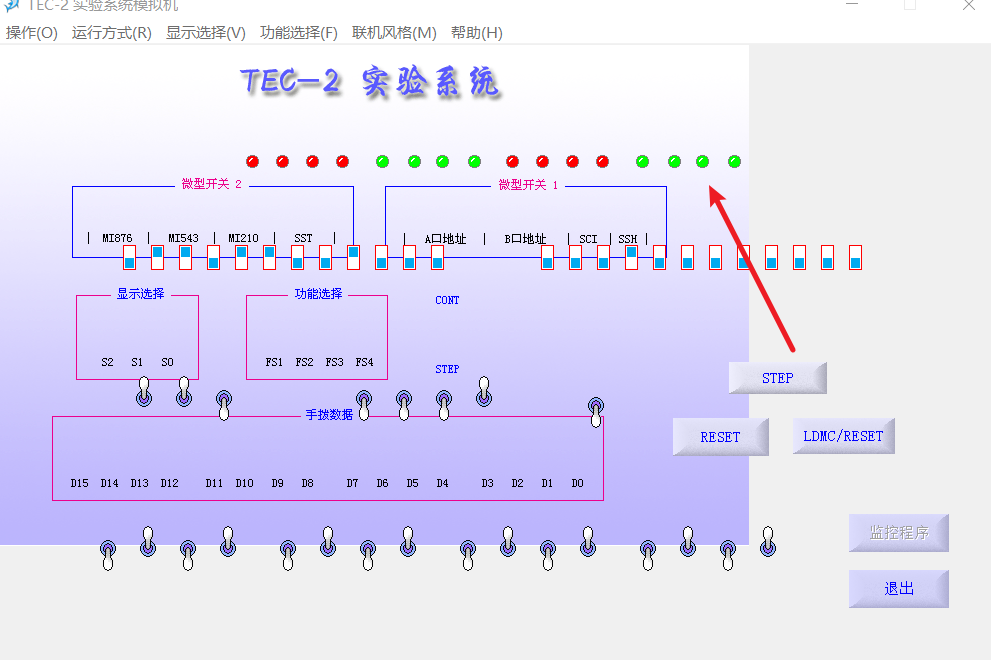 TEC-2 实验系统模拟机
操作(O) 运行方式(R) 显示选择(V) 功能选择(F) 联机风格(M) 帮助(H)
TEC-2 实验系统
微型开关 2 微型开关 1
| MI876 | MI543 | MI210 | SST | | A口地址 | B口地址 | SCI | SSH |
显示选择 功能选择 CONT
S2 S1 S0 FS1 FS2 FS3 FS4 STEP
STEP
手拨数据
RESET LDMC/RESET
D15 D14 D13 D12 D11 D10 D9 D8 D7 D6 D5 D4 D3 D2 D1 D0
监控程序
退出